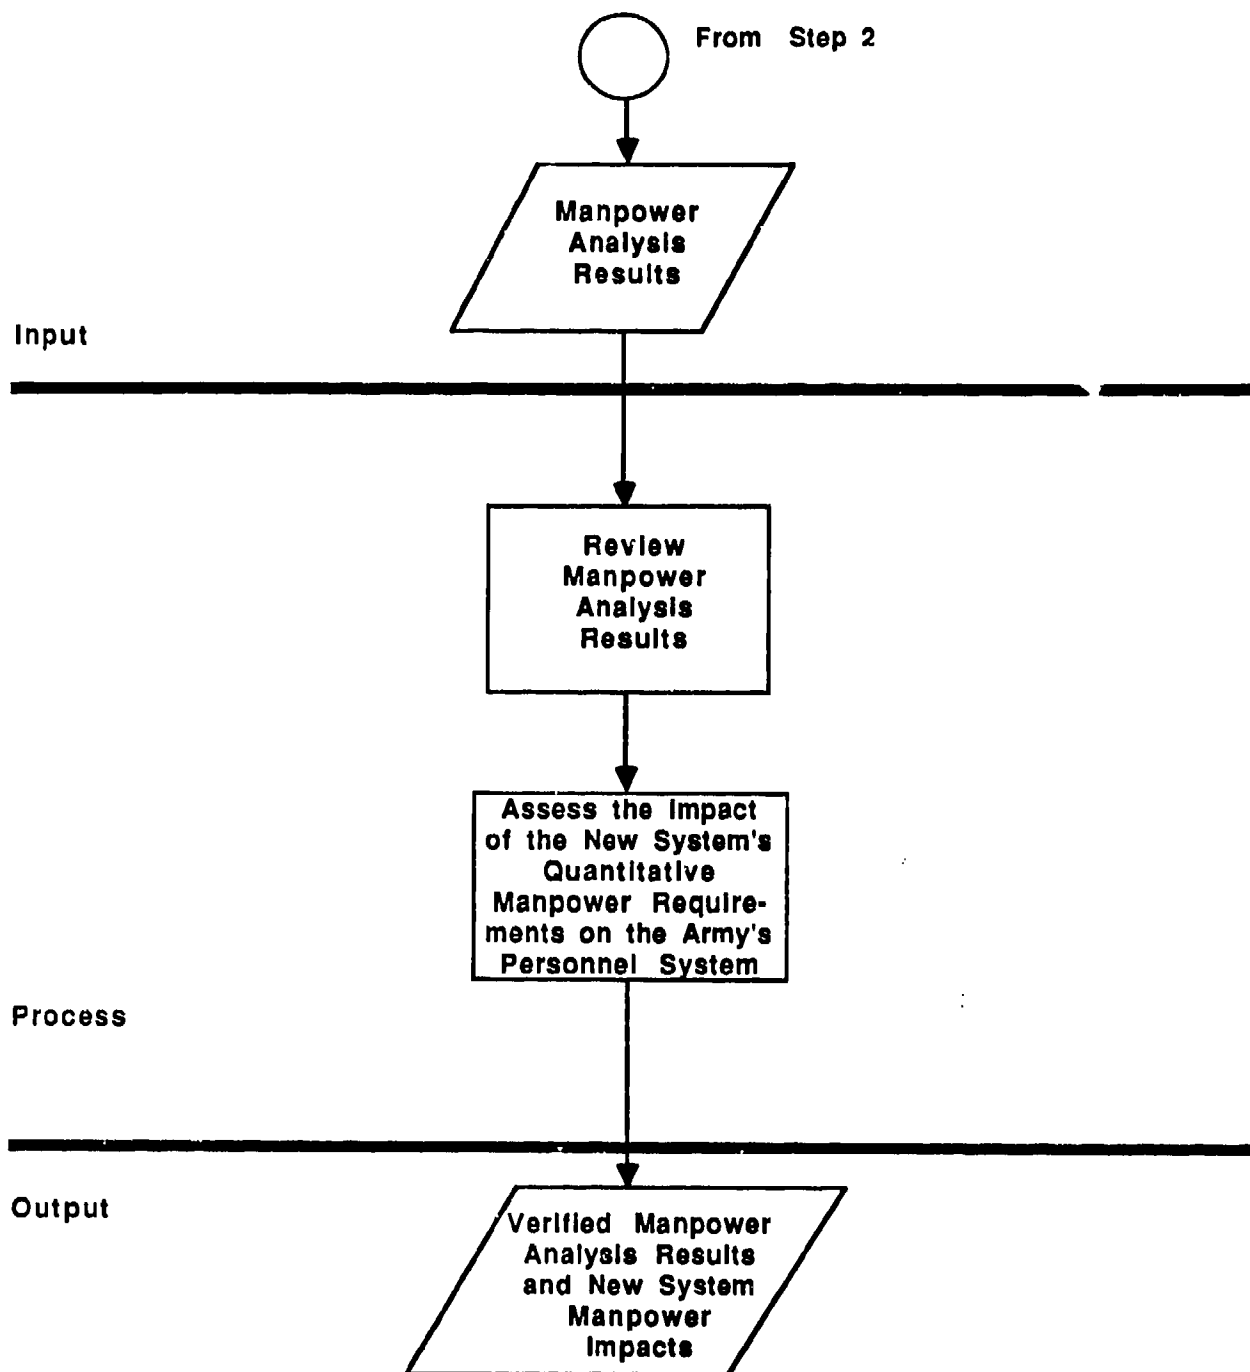 From Step 2
Manpower
Analysis
Results
Input
Review
Manpower
Analysis
Results
Assess the Impact
of the New System's
Quantitative
Manpower Require-
ments on the Army's
Personnel System
Process
Output
Verified Manpower
Analysis Results
and New System
Manpower
Impacts